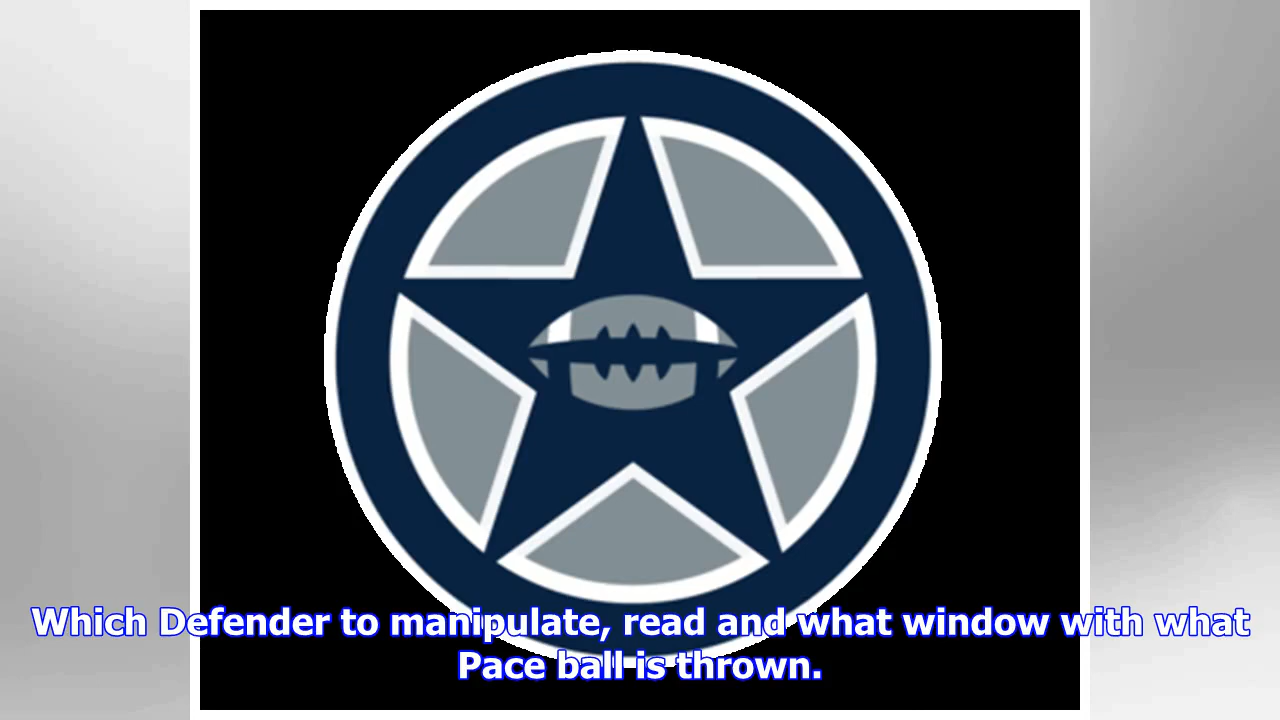 Which Defender to manipulate, read and what window with what
Pace ball is thrown.